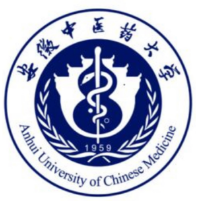 安徽中医药大学
1959
Anhui University of Chinese Medicine